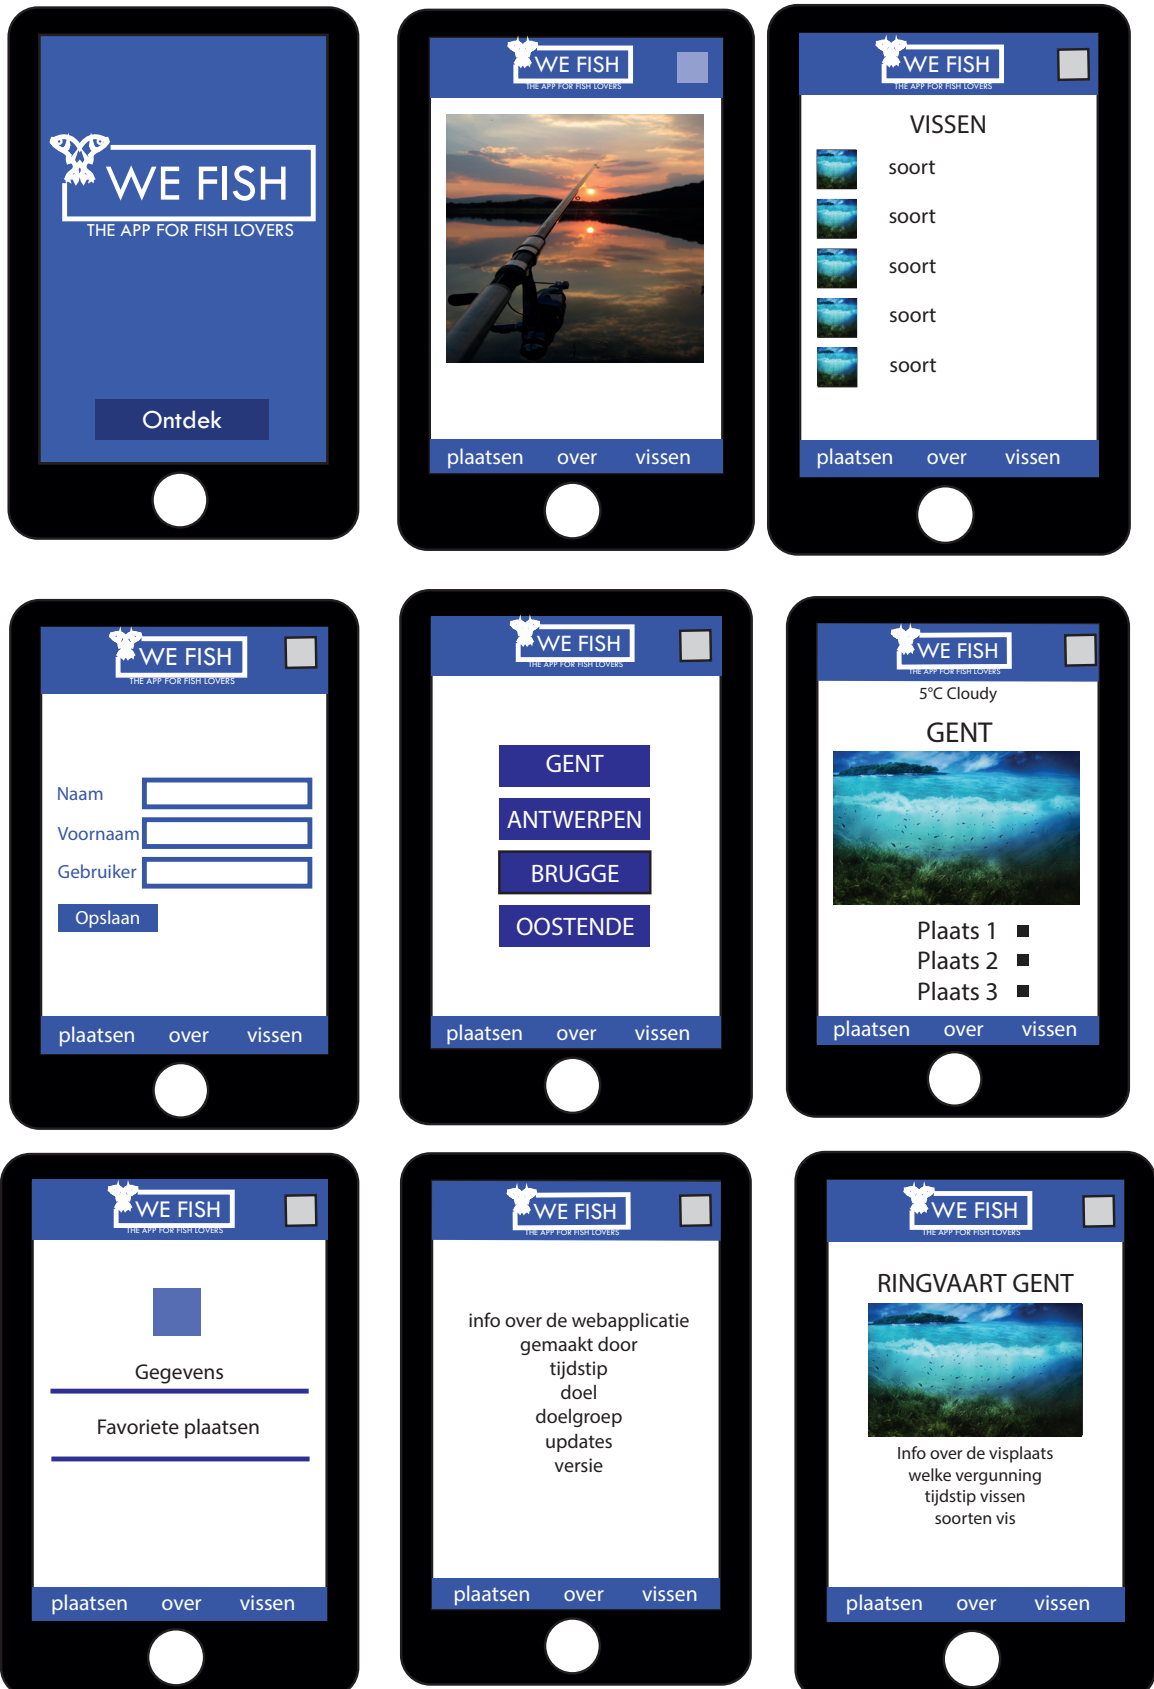 WE FISH
THE APP FOR FISH LOVERS
Ontdek
WE FISH
THE APP FOR FISH LOVERS
plaatsen over vissen
WE FISH
THE APP FOR FISH LOVERS
VISSEN
soort
soort
soort
soort
soort
plaatsen over vissen
WE FISH
THE APP FOR FISH LOVERS
Naam
Voornaam
Gebruiker
Opslaan
plaatsen over vissen
WE FISH
THE APP FOR FISH LOVERS
GENT
ANTWERPEN
BRUGGE
OOSTENDE
plaatsen over vissen
WE FISH
THE APP FOR FISH LOVERS
5°C Cloudy
GENT
Plaats 1
Plaats 2
Plaats 3
plaatsen over vissen
WE FISH
THE APP FOR FISH LOVERS
Gegevens
Favoriete plaatsen
plaatsen over vissen
WE FISH
THE APP FOR FISH LOVERS
info over de webapplicatie
gemaakt door
tijdstip
doel
doelgroep
updates
versie
plaatsen over vissen
WE FISH
THE APP FOR FISH LOVERS
RINGVAART GENT
Info over de visplaats
welke vergunning
tijdstip vissen
soorten vis
plaatsen over vissen